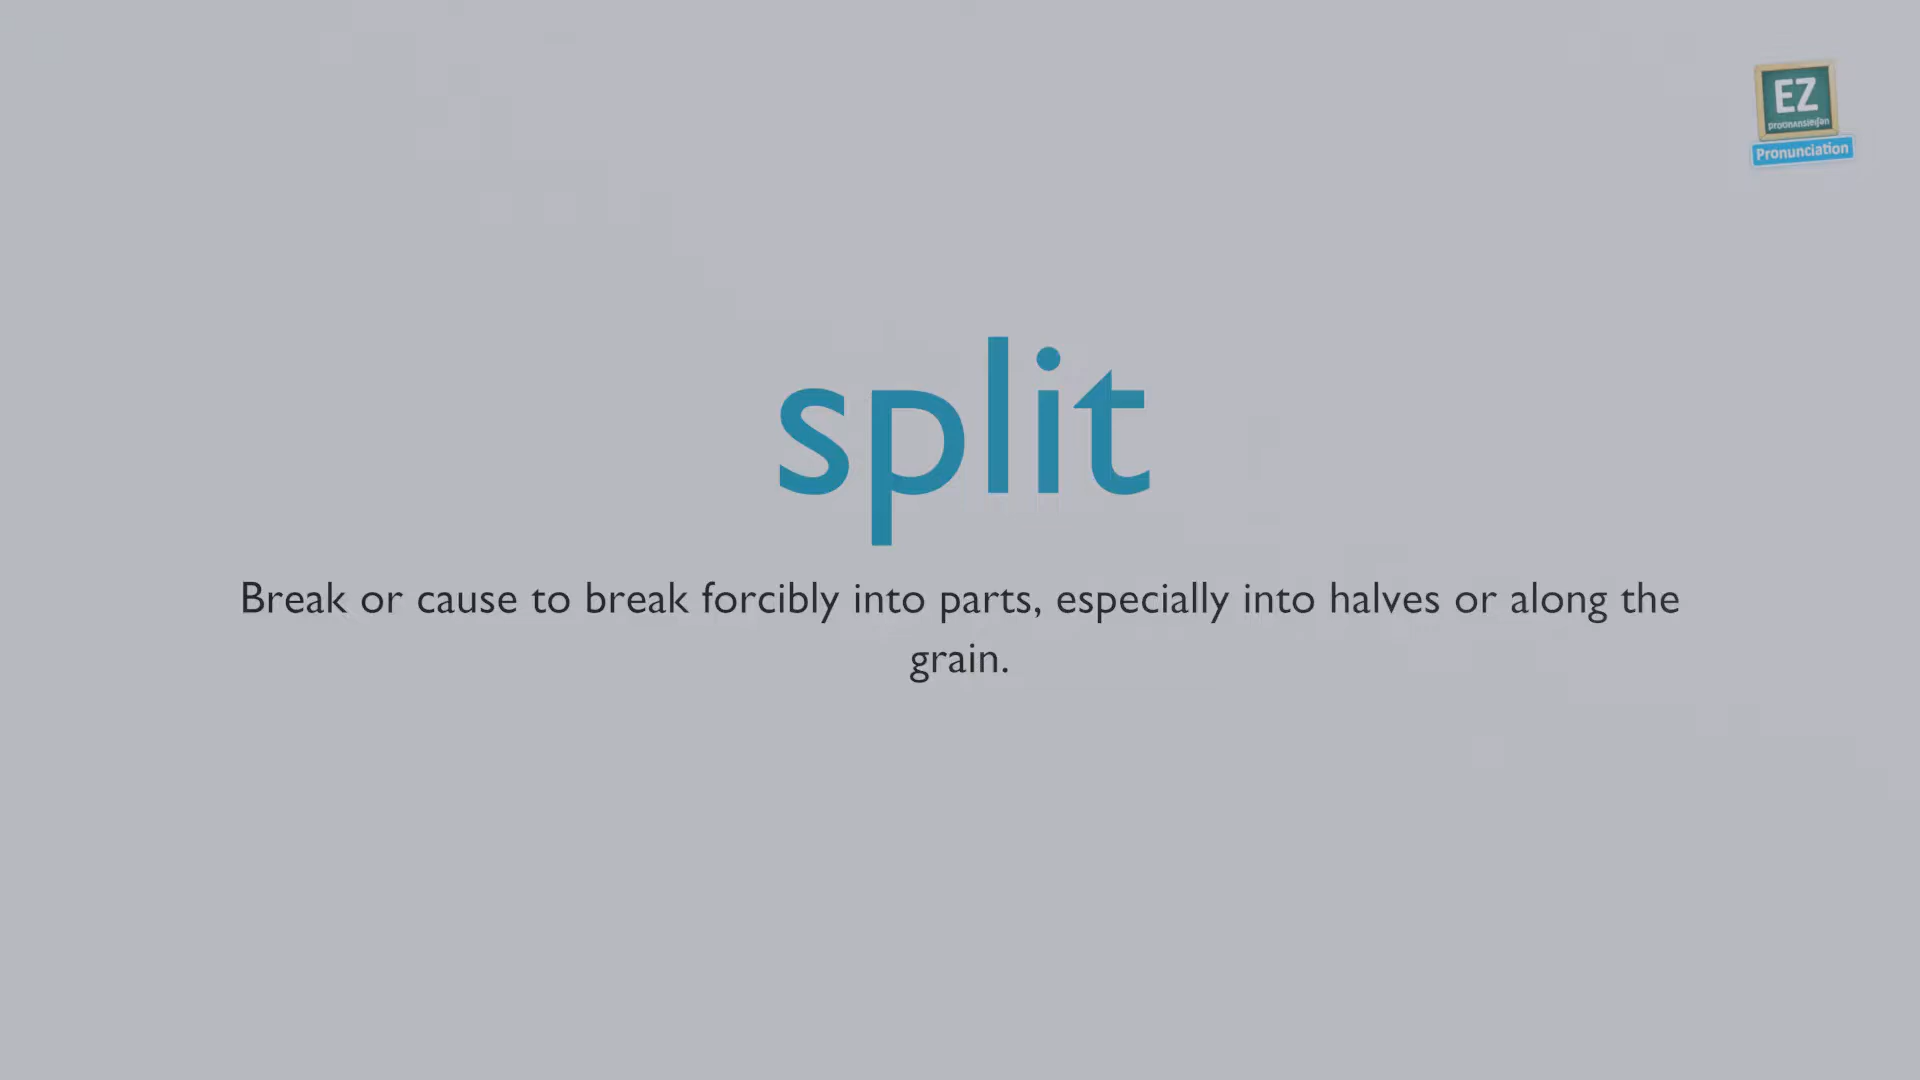 EZ
Pronunciation
split
Break or cause to break forcibly into parts, especially into halves or along the
grain.